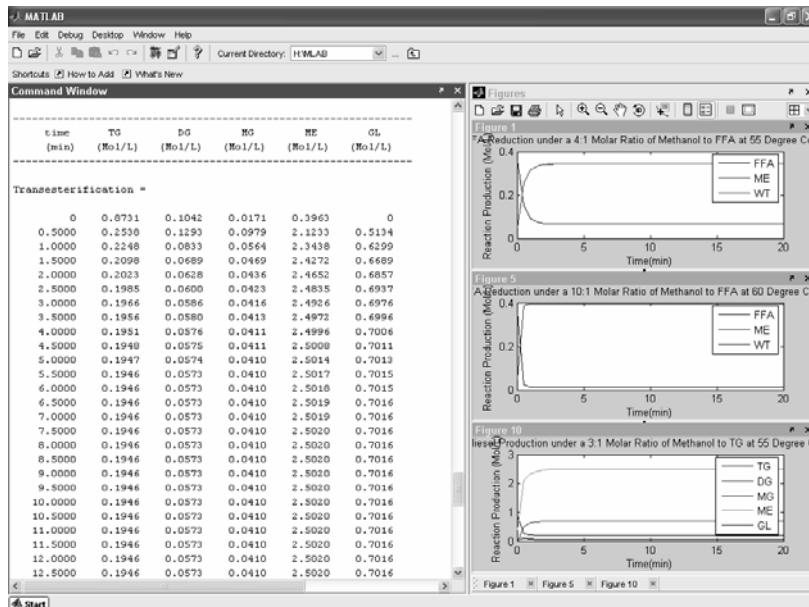 MATLAB
File Edit Debug Desktop Window Help
Current Directory: H:\MLAB
Shortcuts How to Add What's New
Command Window
time TG DG MG ME GL
(min) (Mol/L) (Mol/L) (Mol/L) (Mol/L) (Mol/L)
Transesterification =
0 0.8731 0.1042 0.0171 0.3963 0
0.5000 0.2538 0.1293 0.0979 2.1233 0.5134
1.0000 0.2248 0.0833 0.0564 2.3438 0.6299
1.5000 0.2098 0.0689 0.0469 2.4272 0.6689
2.0000 0.2023 0.0628 0.0436 2.4652 0.6857
2.5000 0.1985 0.0600 0.0423 2.4835 0.6937
3.0000 0.1966 0.0586 0.0416 2.4926 0.6976
3.5000 0.1956 0.0580 0.0413 2.4972 0.6996
4.0000 0.1951 0.0576 0.0411 2.4996 0.7006
4.5000 0.1948 0.0575 0.0411 2.5008 0.7011
5.0000 0.1947 0.0574 0.0410 2.5014 0.7013
5.5000 0.1946 0.0573 0.0410 2.5017 0.7015
6.0000 0.1946 0.0573 0.0410 2.5018 0.7015
6.5000 0.1946 0.0573 0.0410 2.5019 0.7016
7.0000 0.1946 0.0573 0.0410 2.5019 0.7016
7.5000 0.1946 0.0573 0.0410 2.5020 0.7016
8.0000 0.1946 0.0573 0.0410 2.5020 0.7016
8.5000 0.1946 0.0573 0.0410 2.5020 0.7016
9.0000 0.1946 0.0573 0.0410 2.5020 0.7016
9.5000 0.1946 0.0573 0.0410 2.5020 0.7016
10.0000 0.1946 0.0573 0.0410 2.5020 0.7016
10.5000 0.1946 0.0573 0.0410 2.5020 0.7016
11.0000 0.1946 0.0573 0.0410 2.5020 0.7016
11.5000 0.1946 0.0573 0.0410 2.5020 0.7016
12.0000 0.1946 0.0573 0.0410 2.5020 0.7016
12.5000 0.1946 0.0573 0.0410 2.5020 0.7016
Start
Figures
Figure 1
A Reduction under a 4:1 Molar Ratio of Methanol to FFA at 55 Degree C
Reaction Production (Mol
0.4
0.2
0
0 5 10 15 20
Time(min)
FFA
ME
WT
Figure 5
A Reduction under a 10:1 Molar Ratio of Methanol to FFA at 60 Degree C
Reaction Production (Mol
0.4
0.2
0
0 5 10 15 20
Time(min)
FFA
ME
WT
Figure 10
iesel Production under a 3:1 Molar Ratio of Methanol to TG at 55 Degree
Reaction Production (Mol
3
2
1
0
0 5 10 15 20
Time(min)
TG
DG
MG
ME
GL
Figure 1 Figure 5 Figure 10